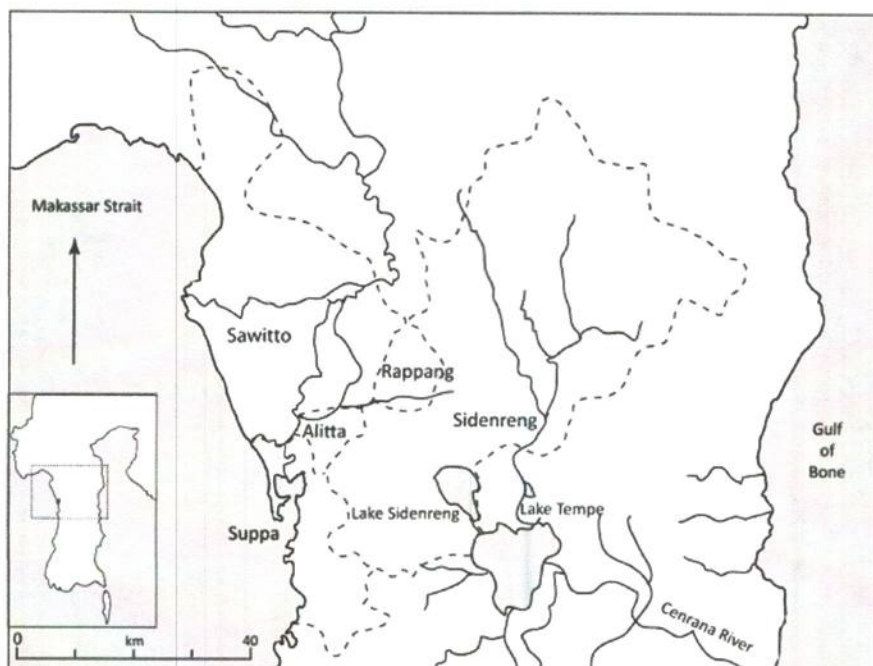 Makassar Strait
Sawitto
Rappang
Alitta
Sidenreng
Gulf
of
Bone
Lake Sidenreng
Lake Tempe
Suppa
Cenrana River
0
km
40